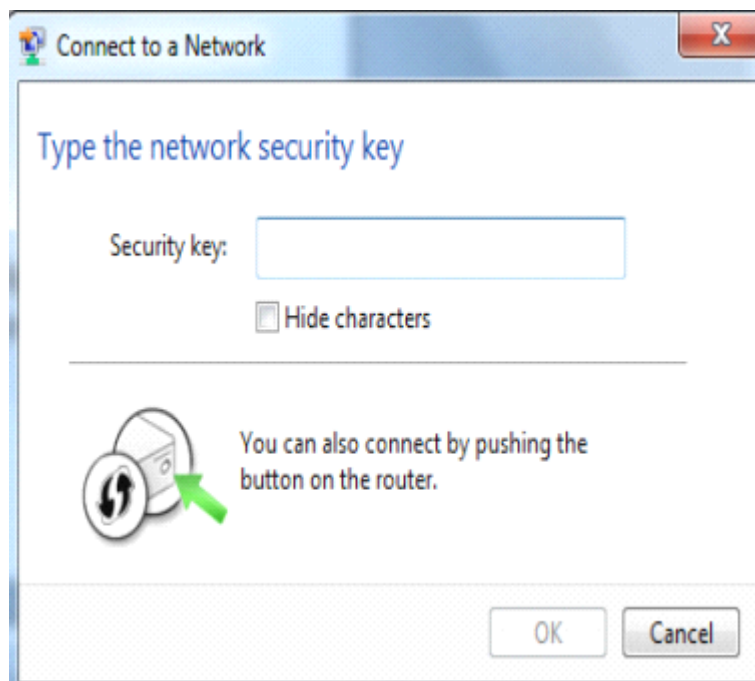 Connect to a Network
Type the network security key
Security key:
Hide characters
You can also connect by pushing the
button on the router.
OK
Cancel